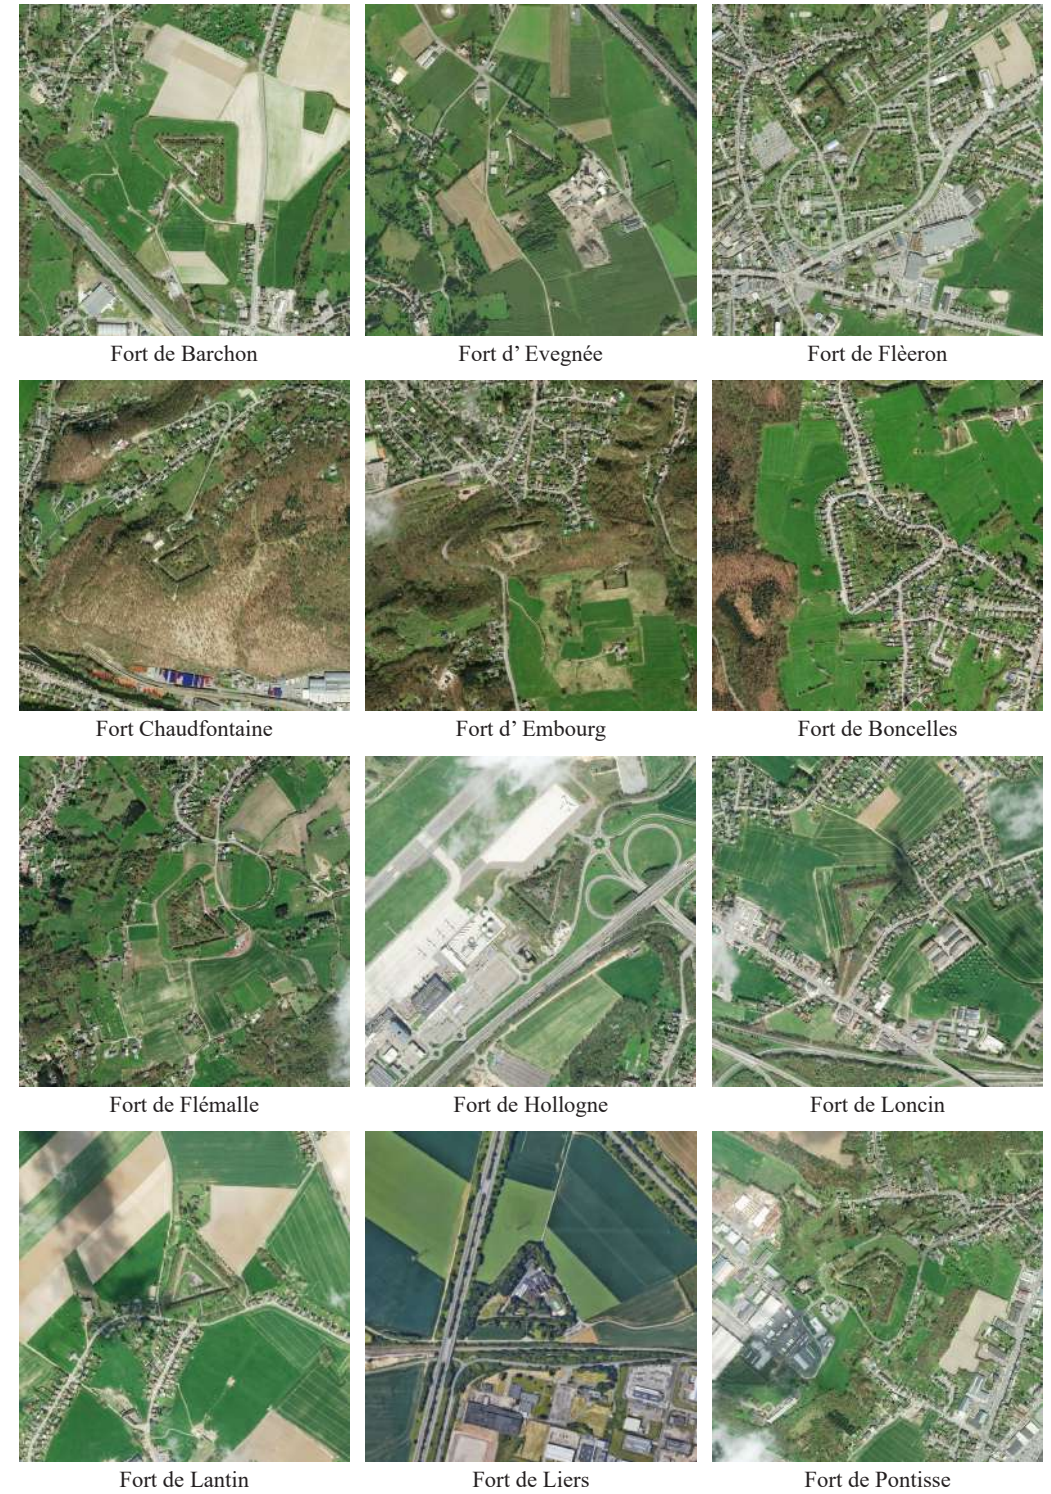 Fort de Barchon
Fort d’ Evegnée
Fort de Flèeron
Fort Chaudfontaine
Fort d’ Embourg
Fort de Boncelles
Fort de Flémalle
Fort de Hollogne
Fort de Loncin
Fort de Lantin
Fort de Liers
Fort de Pontisse